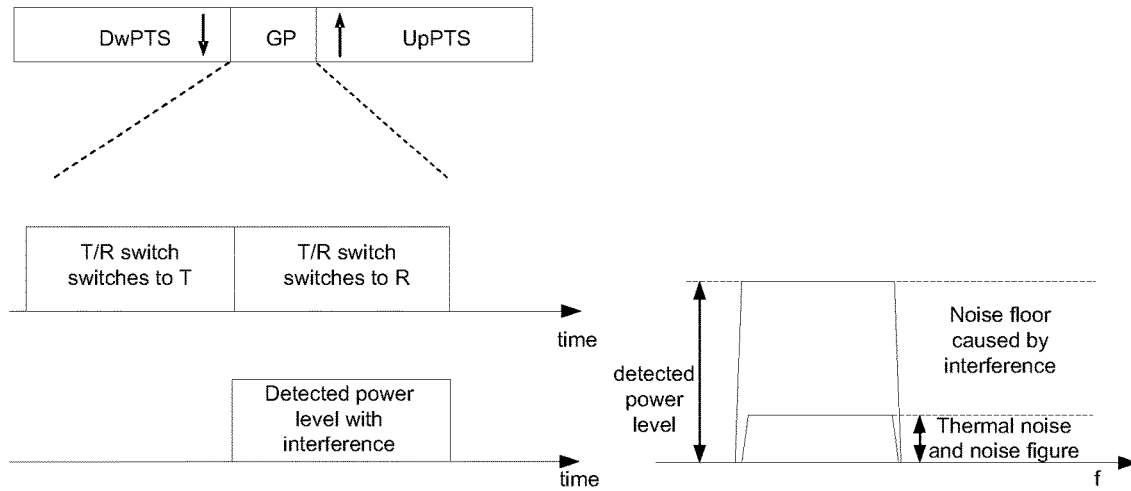 DwPTS
GP
UpPTS
T/R switch
switches to T
T/R switch
switches to R
time
Detected power
level with
interference
time
detected
power
level
Noise floor
caused by
interference
Thermal noise
and noise figure
f